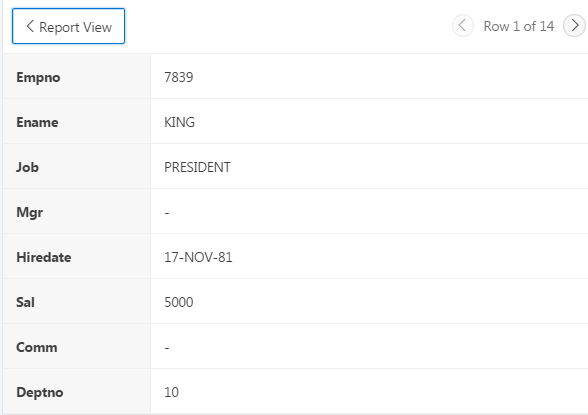 Report View Row 1 of 14
Empno 7839
Ename KING
Job PRESIDENT
Mgr -
Hiredate 17-NOV-81
Sal 5000
Comm -
Deptno 10